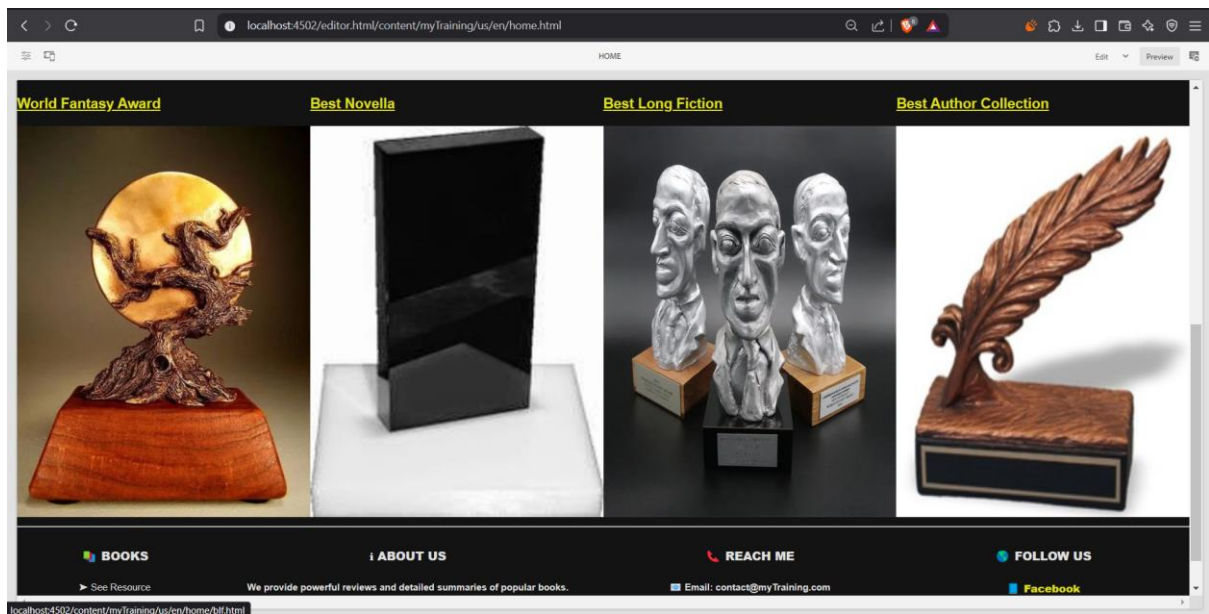 localhost:4502/editor.html/content/myTraining/us/en/home.html
HOME
Edit
Preview
World Fantasy Award
Best Novella
Best Long Fiction
Best Author Collection
BOOKS
ABOUT US
REACH ME
FOLLOW US
➤ See Resource
We provide powerful reviews and detailed summaries of popular books.
Email: contact@myTraining.com
Facebook
localhost:4502/content/myTraining/us/en/home/blf.html